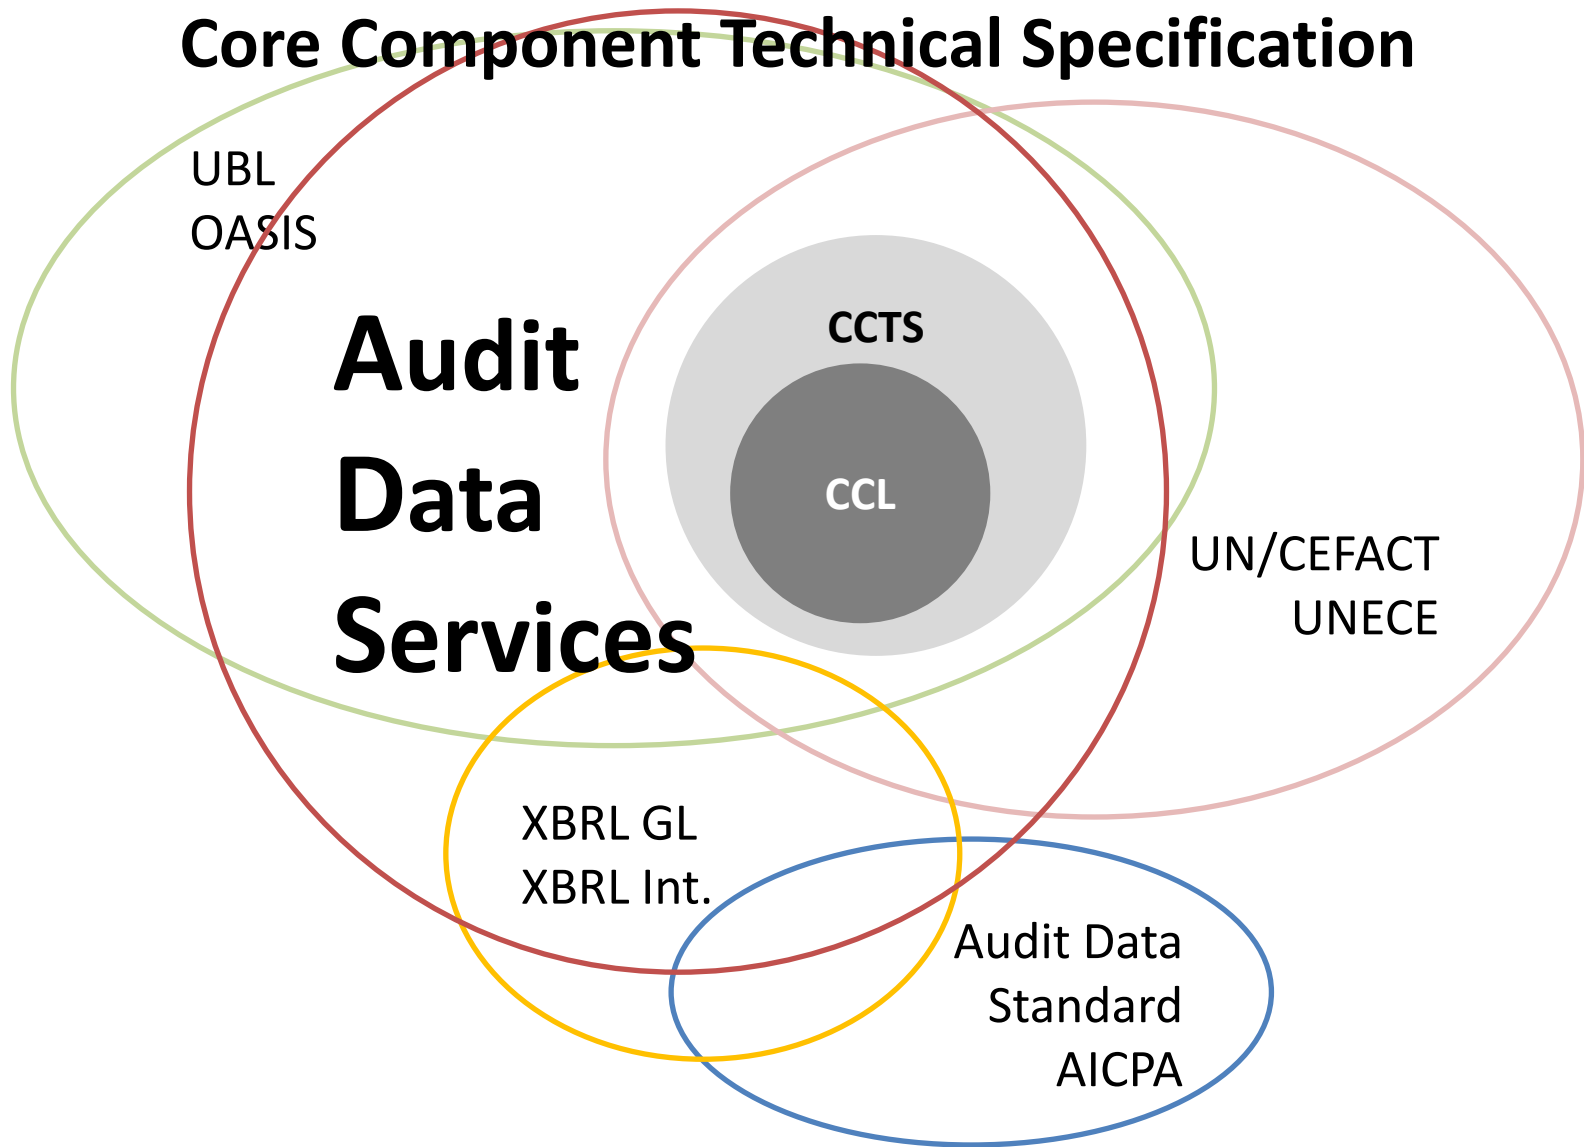 Core Component Technical Specification
UBL
OASIS
Audit
Data
Services
CCTS
CCL
UN/CEFACT
UNECE
XBRL GL
XBRL Int.
Audit Data
Standard
AICPA